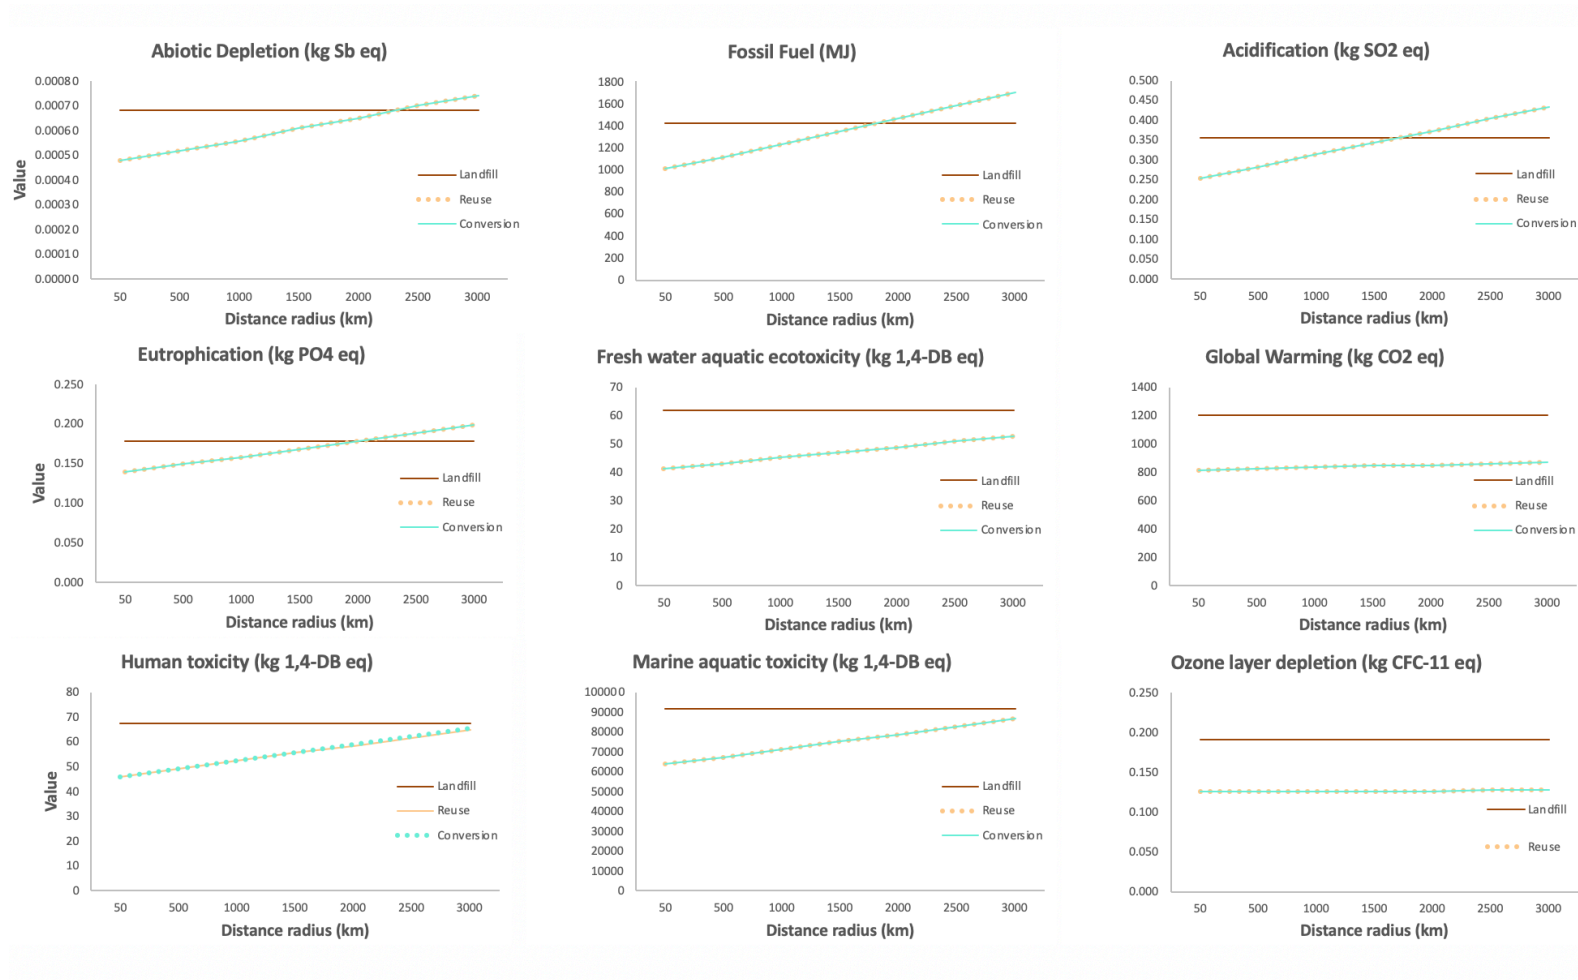 Abiotic Depletion (kg Sb eq)
0.00080
0.00070
0.00060
0.00050
0.00040
0.00030
0.00020
0.00010
0.00000
Value
Landfill
Reuse
Conversion
50 500 1000 1500 2000 2500 3000
Distance radius (km)
Fossil Fuel (MJ)
1800
1600
1400
1200
1000
800
600
400
200
0
Landfill
Reuse
Conversion
50 500 1000 1500 2000 2500 3000
Distance radius (km)
Acidification (kg SO2 eq)
0.500
0.450
0.400
0.350
0.300
0.250
0.200
0.150
0.100
0.050
0.000
Landfill
Reuse
Conversion
50 500 1000 1500 2000 2500 3000
Distance radius (km)
Eutrophication (kg PO4 eq)
0.250
0.200
0.150
0.100
0.050
0.000
Value
Landfill
Reuse
Conversion
50 500 1000 1500 2000 2500 3000
Distance radius (km)
Fresh water aquatic ecotoxicity (kg 1,4-DB eq)
70
60
50
40
30
20
10
0
Landfill
Reuse
Conversion
50 500 1000 1500 2000 2500 3000
Distance radius (km)
Global Warming (kg CO2 eq)
1400
1200
1000
800
600
400
200
0
Landfill
Reuse
Conversion
50 500 1000 1500 2000 2500 3000
Distance radius (km)
Human toxicity (kg 1,4-DB eq)
80
70
60
50
40
30
20
10
0
Value
Landfill
Reuse
Conversion
50 500 1000 1500 2000 2500 3000
Distance radius (km)
Marine aquatic toxicity (kg 1,4-DB eq)
100000
90000
80000
70000
60000
50000
40000
30000
20000
10000
0
Landfill
Reuse
Conversion
50 500 1000 1500 2000 2500 3000
Distance radius (km)
Ozone layer depletion (kg CFC-11 eq)
0.250
0.200
0.150
0.100
0.050
0.000
Landfill
Reuse
50 500 1000 1500 2000 2500 3000
Distance radius (km)